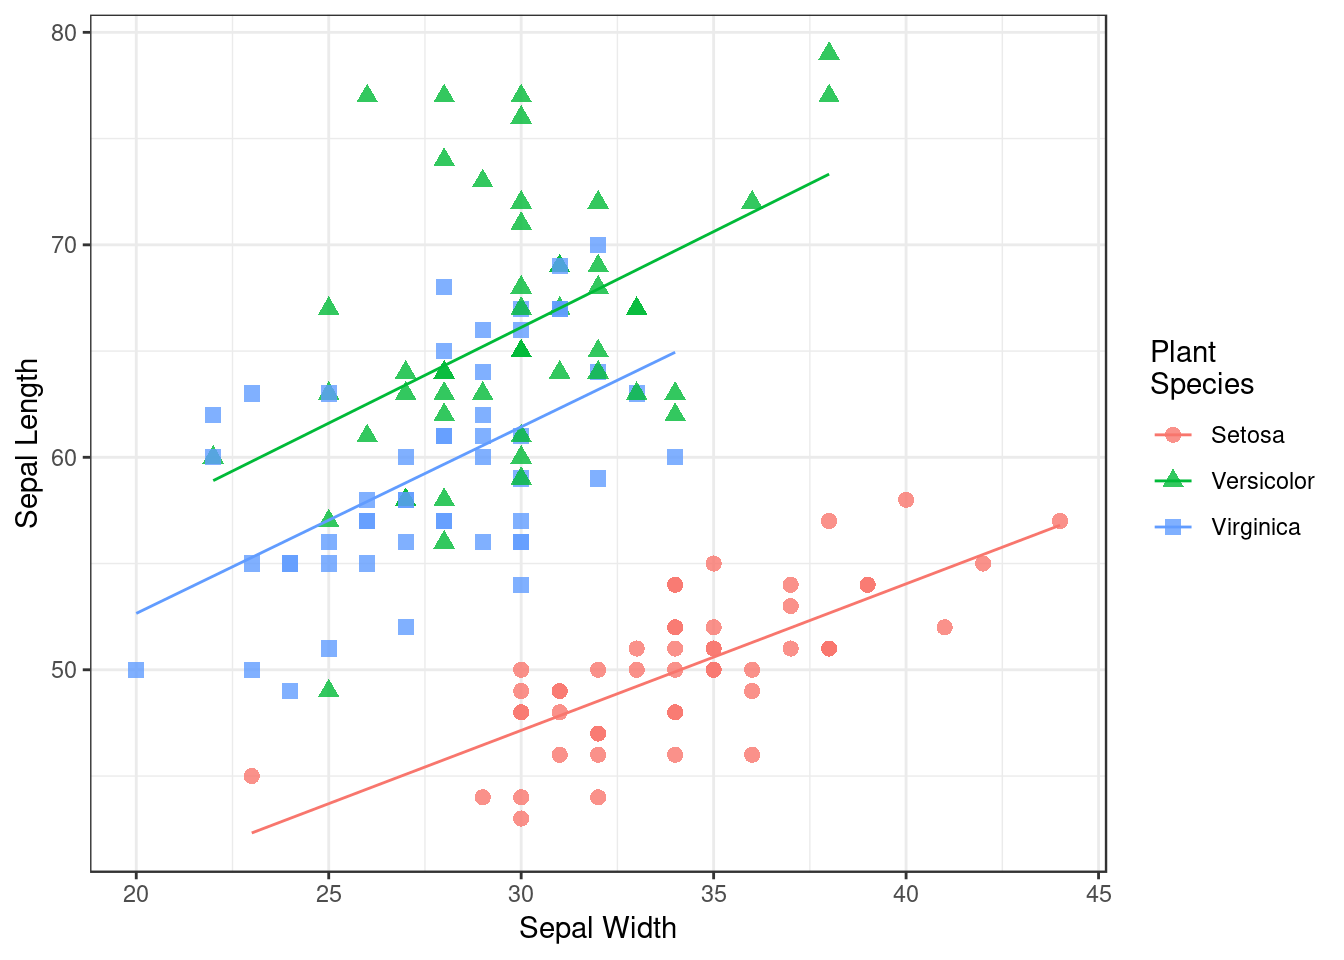 80
70
60
50
Sepal Length
20 25 30 35 40 45
Sepal Width
Plant
Species
Setosa
Versicolor
Virginica